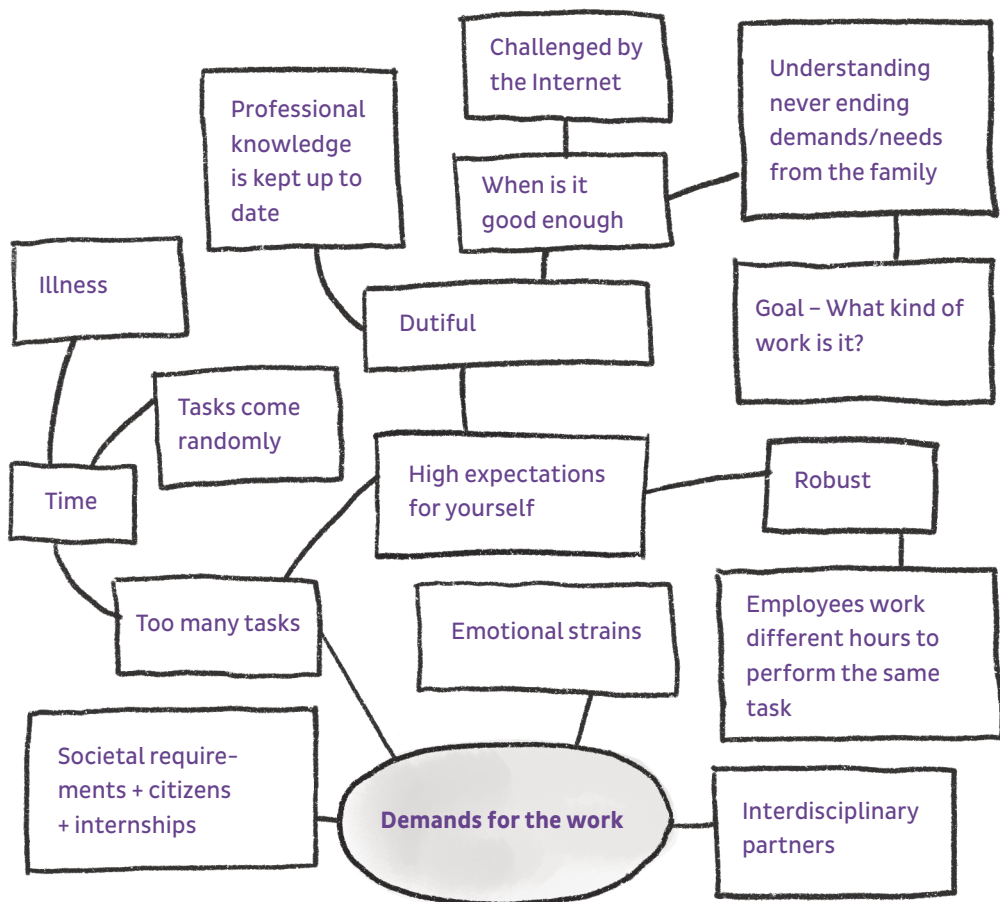 Challenged by
the Internet
Understanding
never ending
demands/needs
from the family
Professional
knowledge
is kept up to
date
When is it
good enough
Illness
Dutiful
Goal – What kind of
work is it?
Tasks come
randomly
Time
High expectations
for yourself
Robust
Too many tasks
Emotional strains
Employees work
different hours to
perform the same
task
Societal require-
ments + citizens
+ internships
Demands for the work
Interdisciplinary
partners